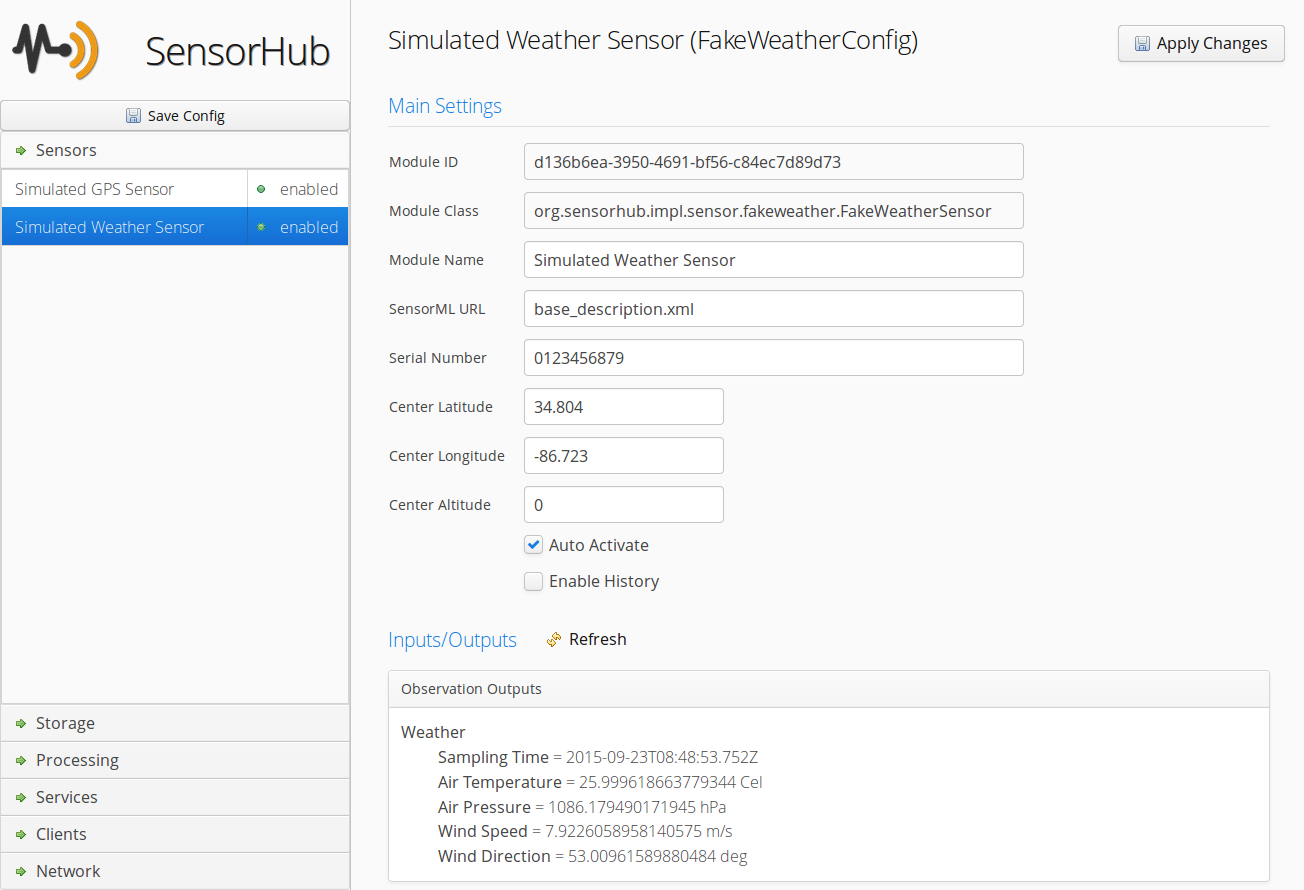 SensorHub
Save Config
Sensors
Simulated GPS Sensor enabled
Simulated Weather Sensor enabled
Storage
Processing
Services
Clients
Network
Simulated Weather Sensor (FakeWeatherConfig)
Apply Changes
Main Settings
Module ID d136b6ea-3950-4691-bf56-c84ec7d89d73
Module Class org.sensorhub.impl.sensor.fakeweather.FakeWeatherSensor
Module Name Simulated Weather Sensor
SensorML URL base_description.xml
Serial Number 0123456879
Center Latitude 34.804
Center Longitude -86.723
Center Altitude 0
Auto Activate
Enable History
Inputs/Outputs Refresh
Observation Outputs
Weather
Sampling Time = 2015-09-23T08:48:53.752Z
Air Temperature = 25.999618663779344 Cel
Air Pressure = 1086.179490171945 hPa
Wind Speed = 7.9226058958140575 m/s
Wind Direction = 53.00961589880484 deg